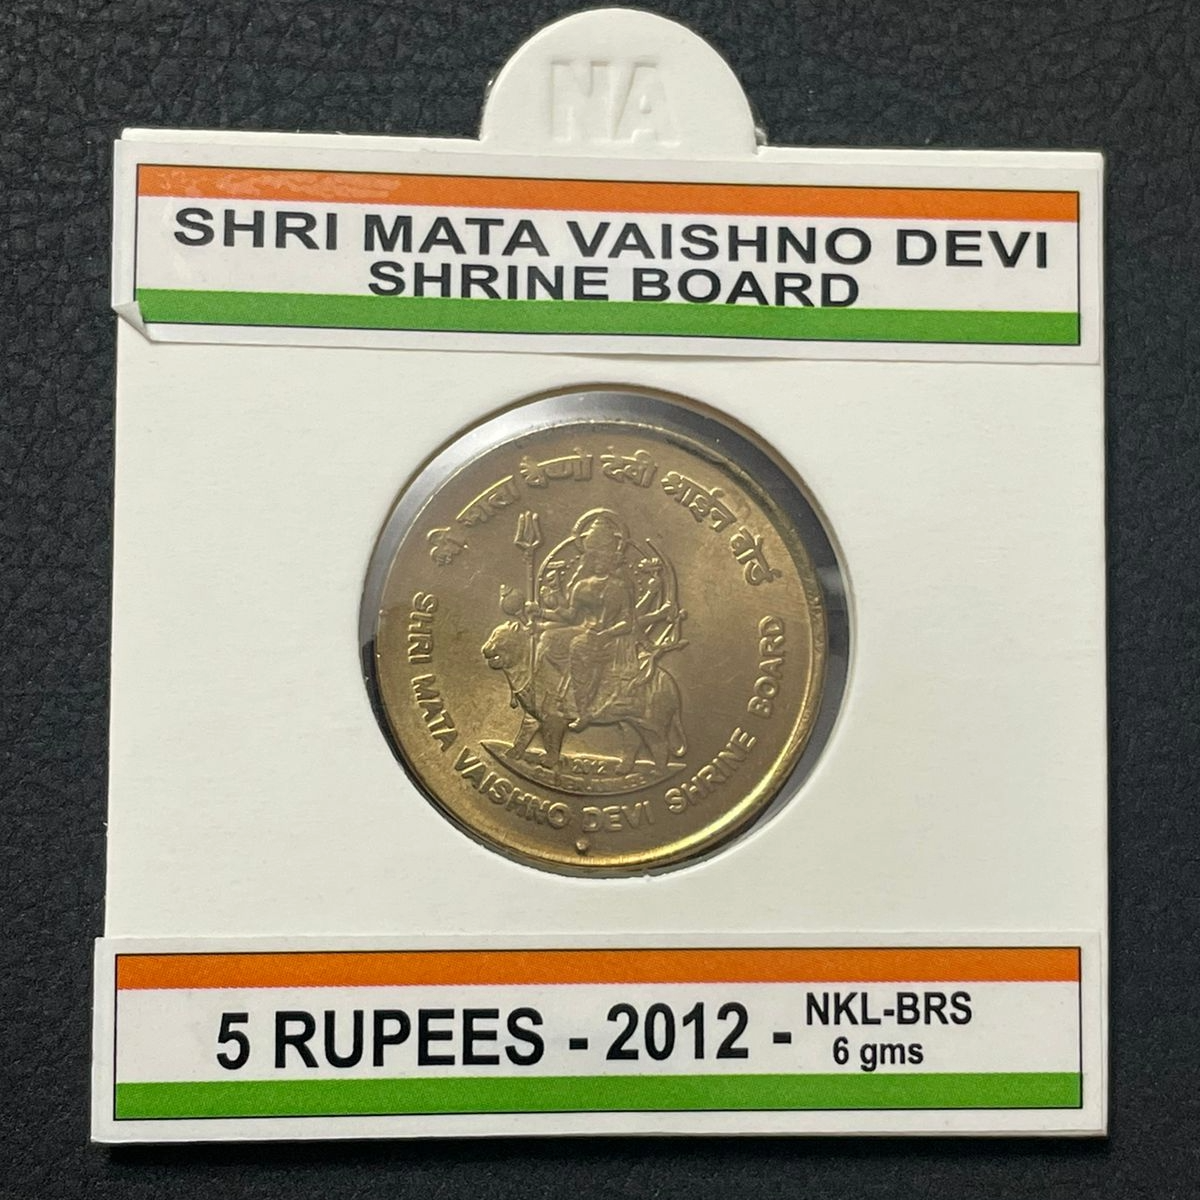 NA
SHRI MATA VAISHNO DEVI
SHRINE BOARD
श्री माता वैष्णो देवी श्राईन बोर्ड
SHRI MATA VAISHNO DEVI SHRINE BOARD
2012
5 RUPEES - 2012 - NKL-BRS
6 gms